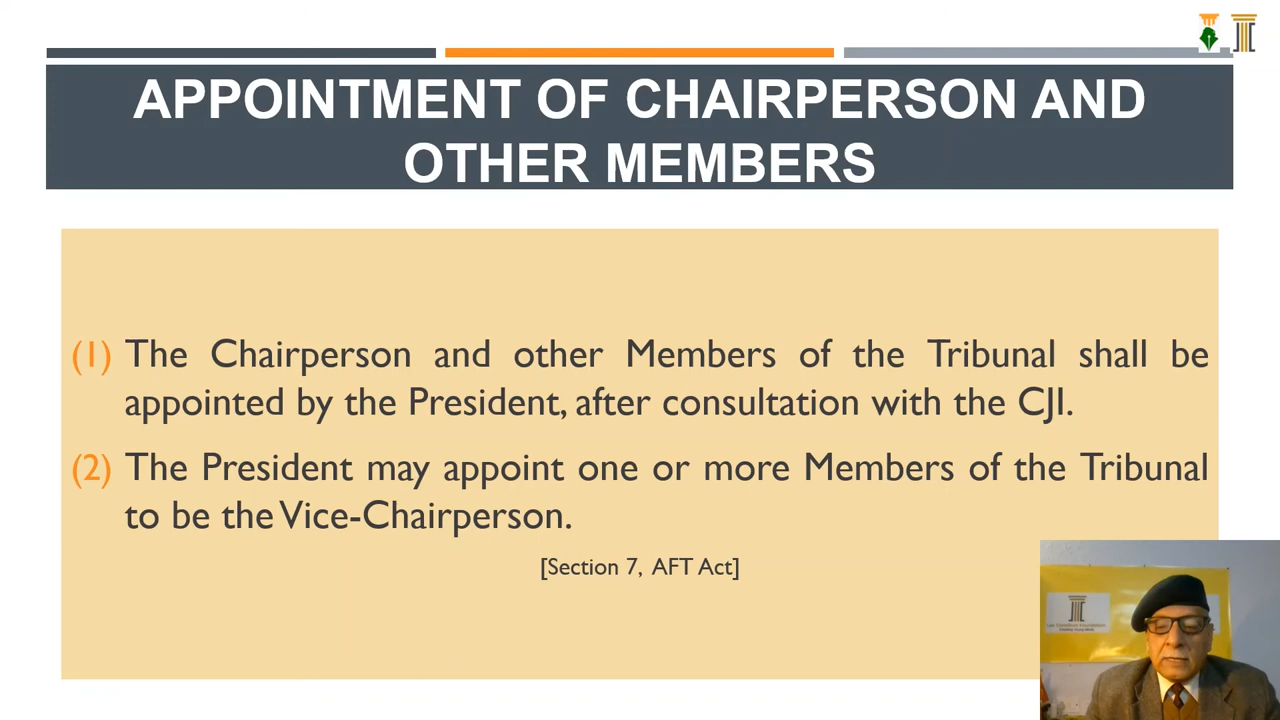 APPOINTMENT OF CHAIRPERSON AND
OTHER MEMBERS
(1) The Chairperson and other Members of the Tribunal shall be
appointed by the President, after consultation with the CJI.
(2) The President may appoint one or more Members of the Tribunal
to be the Vice-Chairperson.
[Section 7, AFT Act]